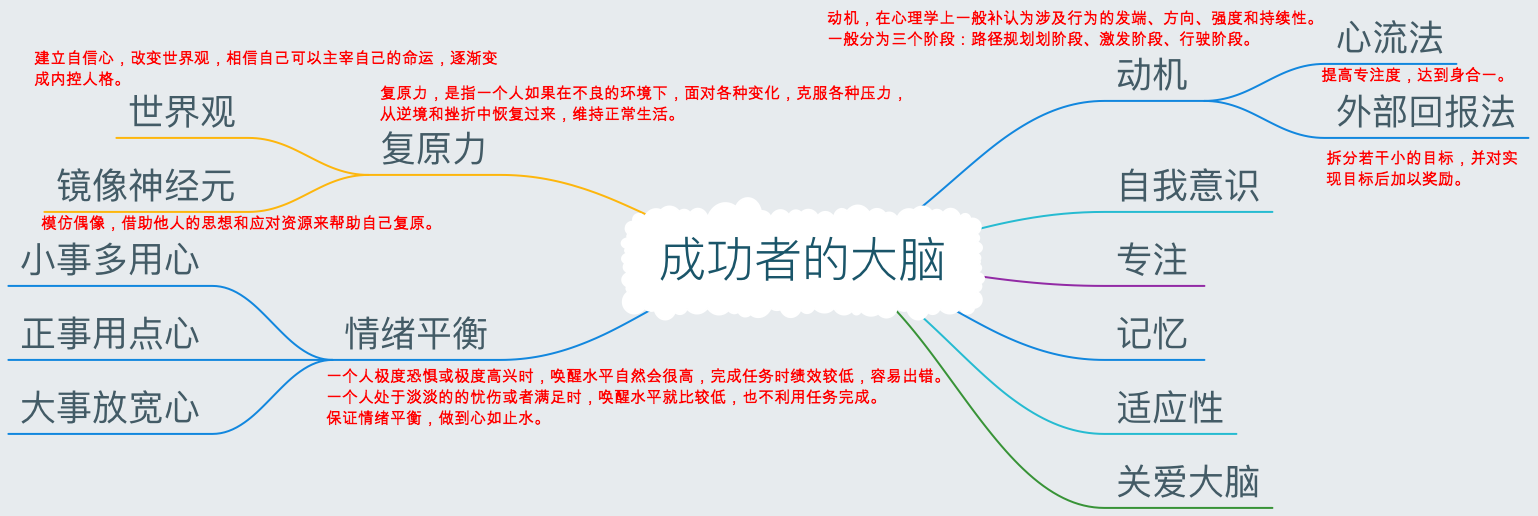 成功者的大脑
动机，在心理学上一般补认为涉及行为的发端、方向、强度和持续性。
一般分为三个阶段：路径规划划阶段、激发阶段、行驶阶段。
动机
心流法
提高专注度，达到身合一。
外部回报法
拆分若干小的目标，并对实
现目标后加以奖励。
自我意识
专注
记忆
适应性
关爱大脑
复原力，是指一个人如果在不良的环境下，面对各种变化，克服各种压力，
从逆境和挫折中恢复过来，维持正常生活。
复原力
建立自信心，改变世界观，相信自己可以主宰自己的命运，逐渐变
成内控人格。
世界观
镜像神经元
模仿偶像，借助他人的思想和应对资源来帮助自己复原。
情绪平衡
一个人极度恐惧或极度高兴时，唤醒水平自然会很高，完成任务时绩效较低，容易出错。
一个人处于淡淡的的忧伤或者满足时，唤醒水平就比较低，也不利用任务完成。
保证情绪平衡，做到心如止水。
小事多用心
正事用点心
大事放宽心